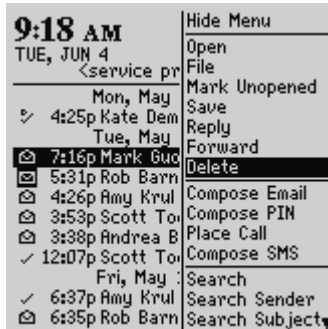 9:18 AM
TUE, JUN 4
<service pr
Mon, May
4:25p Kate Dem
Tue, May
7:16p Mark Guo
5:31p Rob Barn
4:26p Amy Krul
3:53p Scott To
3:38p Andrea B
12:07p Scott To
Fri, May
6:37p Amy Krul
6:35p Rob Barn
Hide Menu
Open
File
Mark Unopened
Save
Reply
Forward
Delete
Compose Email
Compose PIN
Place Call
Compose SMS
Search
Search Sender
Search Subject